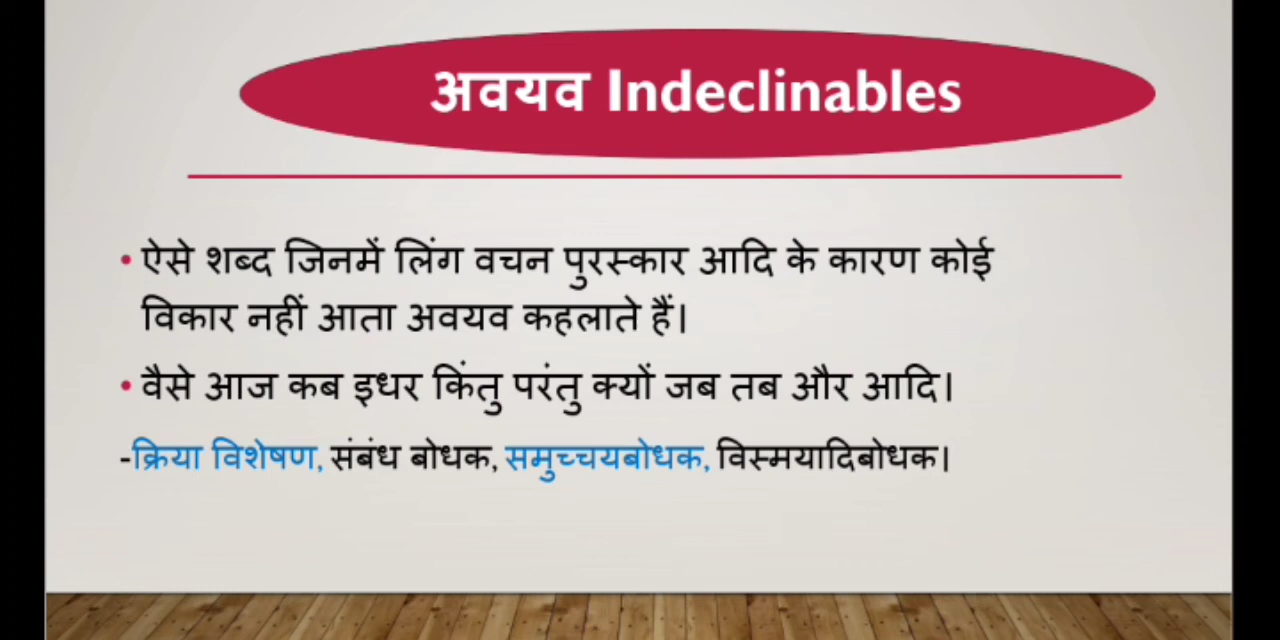 अवयव Indeclinables
• ऐसे शब्द जिनमें लिंग वचन पुरस्कार आदि के कारण कोई
विकार नहीं आता अवयव कहलाते हैं।
• वैसे आज कब इधर किंतु परंतु क्यों जब तब और आदि।
-क्रिया विशेषण, संबंध बोधक, समुच्चयबोधक, विस्मयादिबोधक।